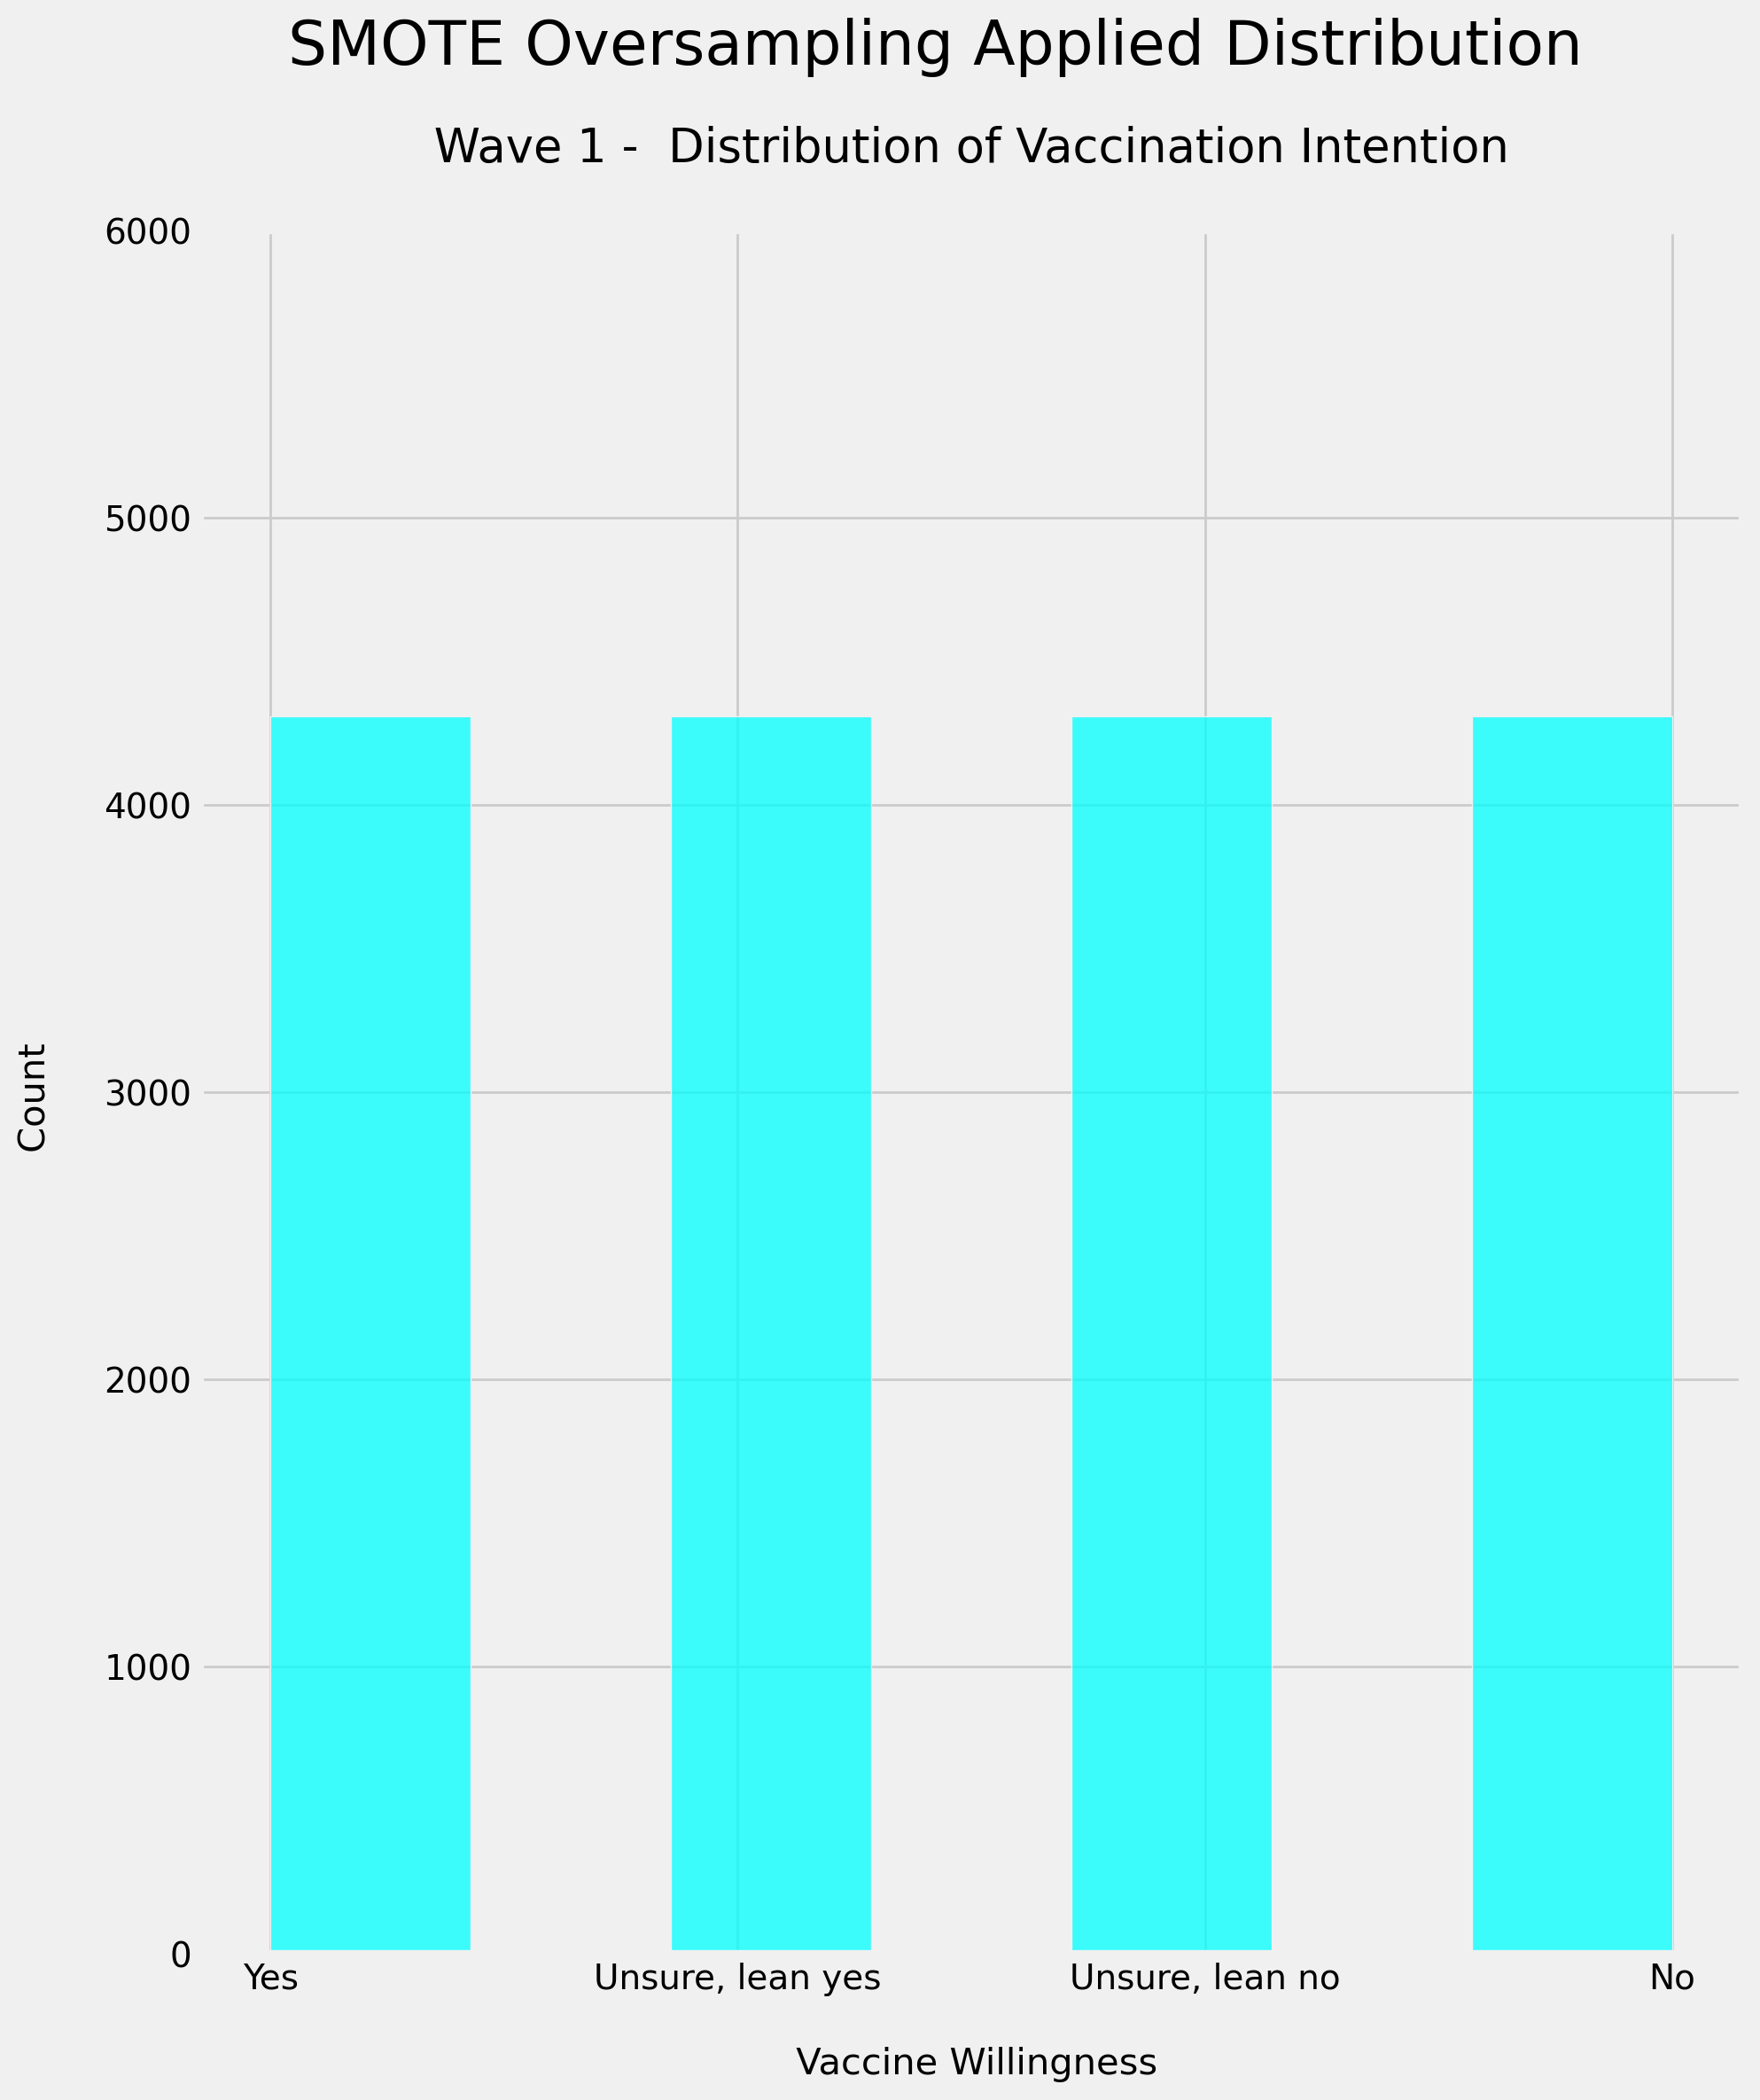 SMOTE Oversampling Applied Distribution
Wave 1 -  Distribution of Vaccination Intention
6000
5000
4000
3000
2000
1000
0
Count
Yes
Unsure, lean yes
Unsure, lean no
No
Vaccine Willingness